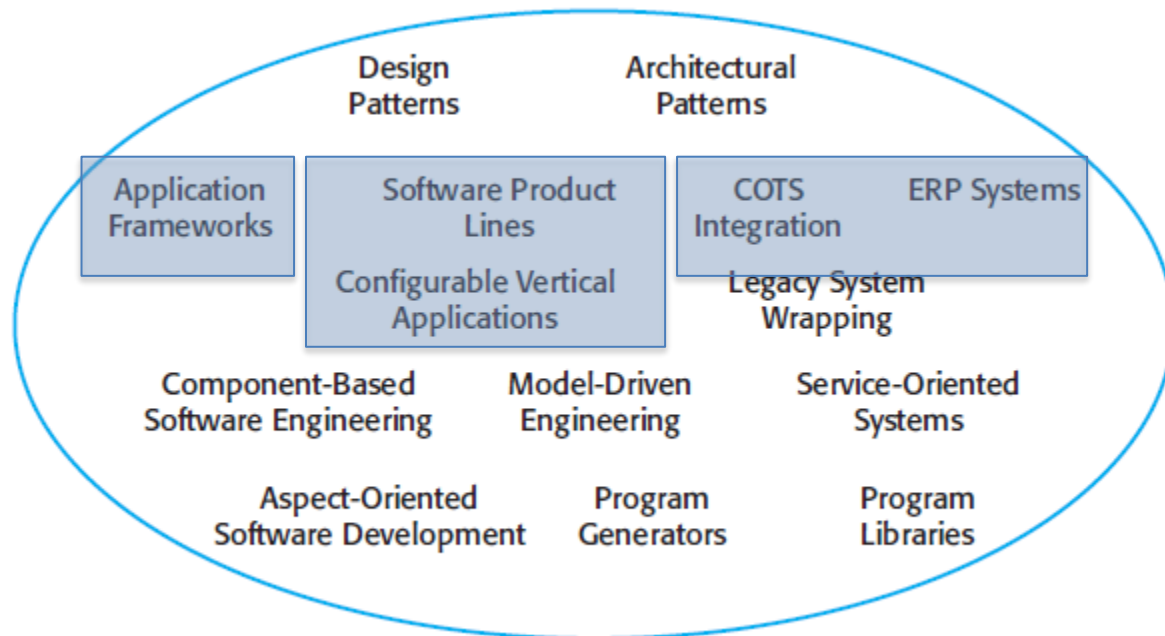 Design
Patterns
Architectural
Patterns
Application
Frameworks
Software Product
Lines
COTS
Integration
ERP Systems
Configurable Vertical
Applications
Legacy System
Wrapping
Component-Based
Software Engineering
Model-Driven
Engineering
Service-Oriented
Systems
Aspect-Oriented
Software Development
Program
Generators
Program
Libraries